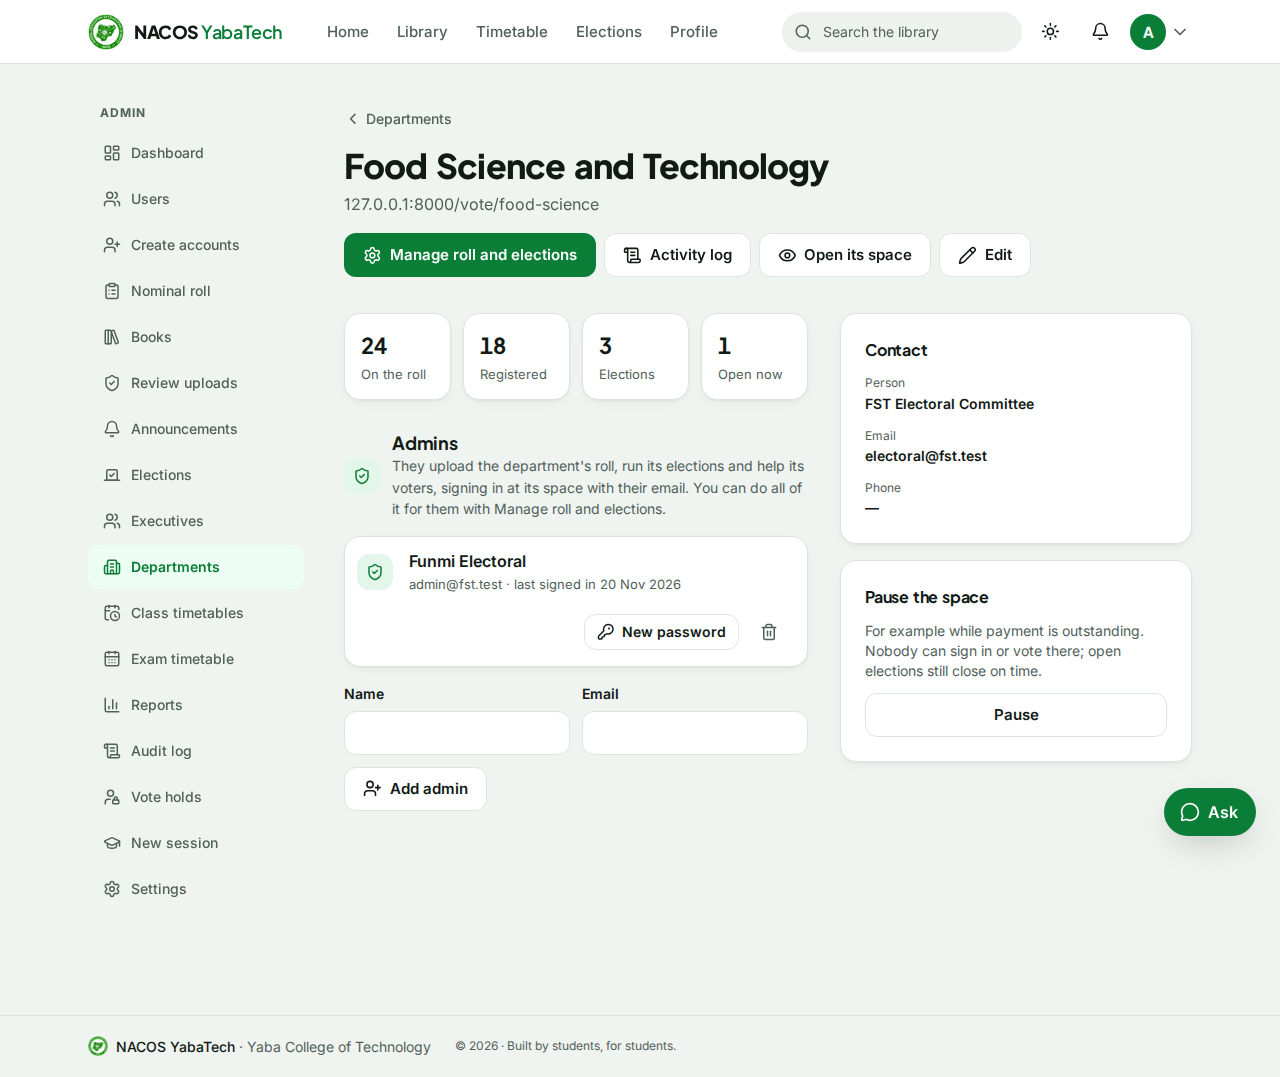 NACOS YabaTech
Home
Library
Timetable
Elections
Profile
Search the library
A
ADMIN
Dashboard
Users
Create accounts
Nominal roll
Books
Review uploads
Announcements
Elections
Executives
Departments
Class timetables
Exam timetable
Reports
Audit log
Vote holds
New session
Settings
Departments
Food Science and Technology
127.0.0.1:8000/vote/food-science
Manage roll and elections
Activity log
Open its space
Edit
24
On the roll
18
Registered
3
Elections
1
Open now
Admins
They upload the department's roll, run its elections and help its
voters, signing in at its space with their email. You can do all of
it for them with Manage roll and elections.
Funmi Electoral
admin@fst.test · last signed in 20 Nov 2026
New password
Name
Email
Add admin
Contact
Person
FST Electoral Committee
Email
electoral@fst.test
Phone
—
Pause the space
For example while payment is outstanding.
Nobody can sign in or vote there; open
elections still close on time.
Pause
Ask
NACOS YabaTech · Yaba College of Technology
© 2026 · Built by students, for students.